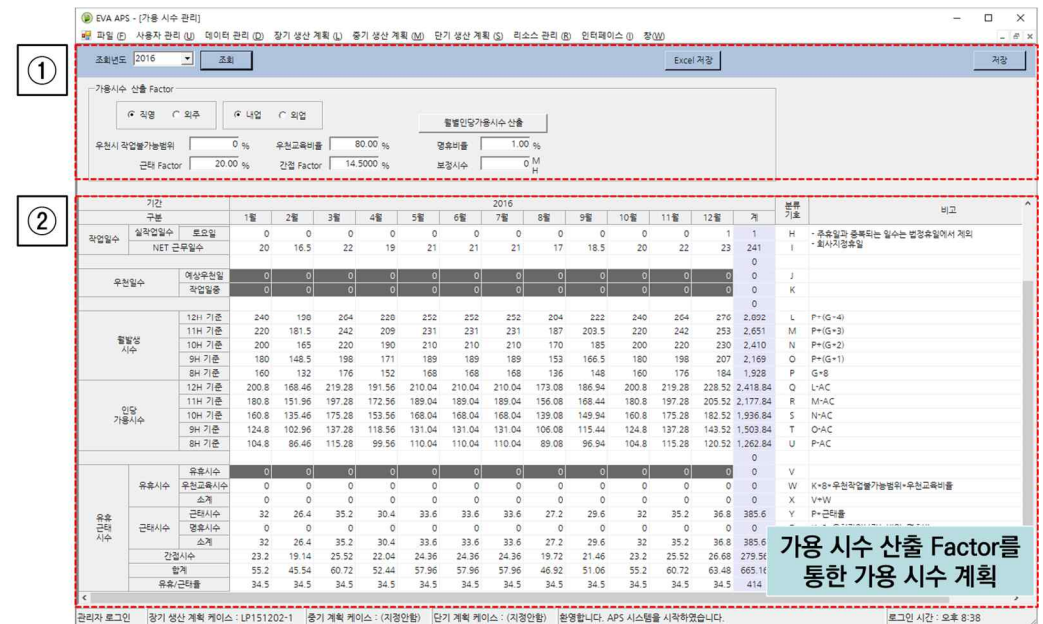 EVA APS - [가용 시수 관리]
파일(F) 사용자 관리(U) 데이터 관리(D) 장기 생산 계획(L) 중기 생산 계획(M) 단기 생산 계획(S) 리소스 관리(R) 인터페이스(I) 창(W)
①
조회년도 2016 조회 Excel 저장 저장
가용시수 산출 Factor
직영 외주 내업 외업 월별인당가용시수 산출
우천시 작업불가능범위 0 % 우천교육비율 80.00 % 명휴비율 1.00 %
근태 Factor 20.00 % 간접 Factor 14.5000 % 보정시수 0 M H
②
기간 2016 분류기호 비고
구분 1월 2월 3월 4월 5월 6월 7월 8월 9월 10월 11월 12월 계
작업일수 실작업일수 토요일 0 0 0 0 0 0 0 0 0 0 0 1 1 H - 주휴일과 중복되는 일수는 법정휴일에서 제외
NET 근무일수 20 16.5 22 19 21 21 21 17 18.5 20 22 23 241 I - 회사지정휴일
0
우천일수 예상우천일 0 0 0 0 0 0 0 0 0 0 0 0 0 J
작업일중 0 0 0 0 0 0 0 0 0 0 0 0 0 K
0
월발생시수 12H 기준 240 198 264 228 252 252 252 204 222 240 264 276 2,892 L P+(G*4)
11H 기준 220 181.5 242 209 231 231 231 187 203.5 220 242 253 2,651 M P+(G*3)
10H 기준 200 165 220 190 210 210 210 170 185 200 220 230 2,410 N P+(G*2)
9H 기준 180 148.5 198 171 189 189 189 153 166.5 180 198 207 2,169 O P+(G*1)
8H 기준 160 132 176 152 168 168 168 136 148 160 176 184 1,928 P G*8
인당가용시수 12H 기준 200.8 168.46 219.28 191.56 210.04 210.04 210.04 173.08 186.94 200.8 219.28 228.52 2,418.84 Q L-AC
11H 기준 180.8 151.96 197.28 172.56 189.04 189.04 189.04 156.08 168.44 180.8 197.28 205.52 2,177.84 R M-AC
10H 기준 160.8 135.46 175.28 153.56 168.04 168.04 168.04 139.08 149.94 160.8 175.28 182.52 1,936.84 S N-AC
9H 기준 124.8 102.96 137.28 118.56 131.04 131.04 131.04 106.08 115.44 124.8 137.28 143.52 1,503.84 T O-AC
8H 기준 104.8 86.46 115.28 99.56 110.04 110.04 110.04 89.08 96.94 104.8 115.28 120.52 1,262.84 U P-AC
0
유휴근태시수 유휴시수 유휴시수 0 0 0 0 0 0 0 0 0 0 0 0 0 V
우천교육시수 0 0 0 0 0 0 0 0 0 0 0 0 0 W K*8*우천작업불가능범위*우천교육비율
소계 0 0 0 0 0 0 0 0 0 0 0 0 0 X V+W
근태시수 근태시수 32 26.4 35.2 30.4 33.6 33.6 33.6 27.2 29.6 32 35.2 36.8 385.6 Y P*근태율
명휴시수 0 0 0 0 0 0 0 0 0 0 0 0 0
소계 32 26.4 35.2 30.4 33.6 33.6 33.6 27.2 29.6 32 35.2 36.8 385.6
간접시수 23.2 19.14 25.52 22.04 24.36 24.36 24.36 19.72 21.46 23.2 25.52 26.68 279.56
합계 55.2 45.54 60.72 52.44 57.96 57.96 57.96 46.92 51.06 55.2 60.72 63.48 665.16
유휴/근태율 34.5 34.5 34.5 34.5 34.5 34.5 34.5 34.5 34.5 34.5 34.5 34.5 414
가용 시수 산출 Factor를
통한 가용 시수 계획
관리자 로그인 장기 생산 계획 케이스 : LP151202-1 중기 계획 케이스 : (지정안함) 단기 계획 케이스 : (지정안함) 환영합니다. APS 시스템을 시작하였습니다. 로그인 시간 : 오후 8:38